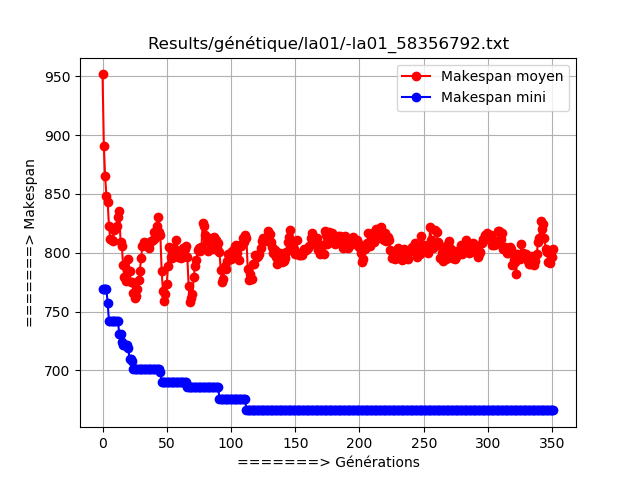 Results/génétique/la01/-la01_58356792.txt
Makespan moyen
Makespan mini
950
900
850
800
750
700
=======> Makespan
0 50 100 150 200 250 300 350
=======> Générations